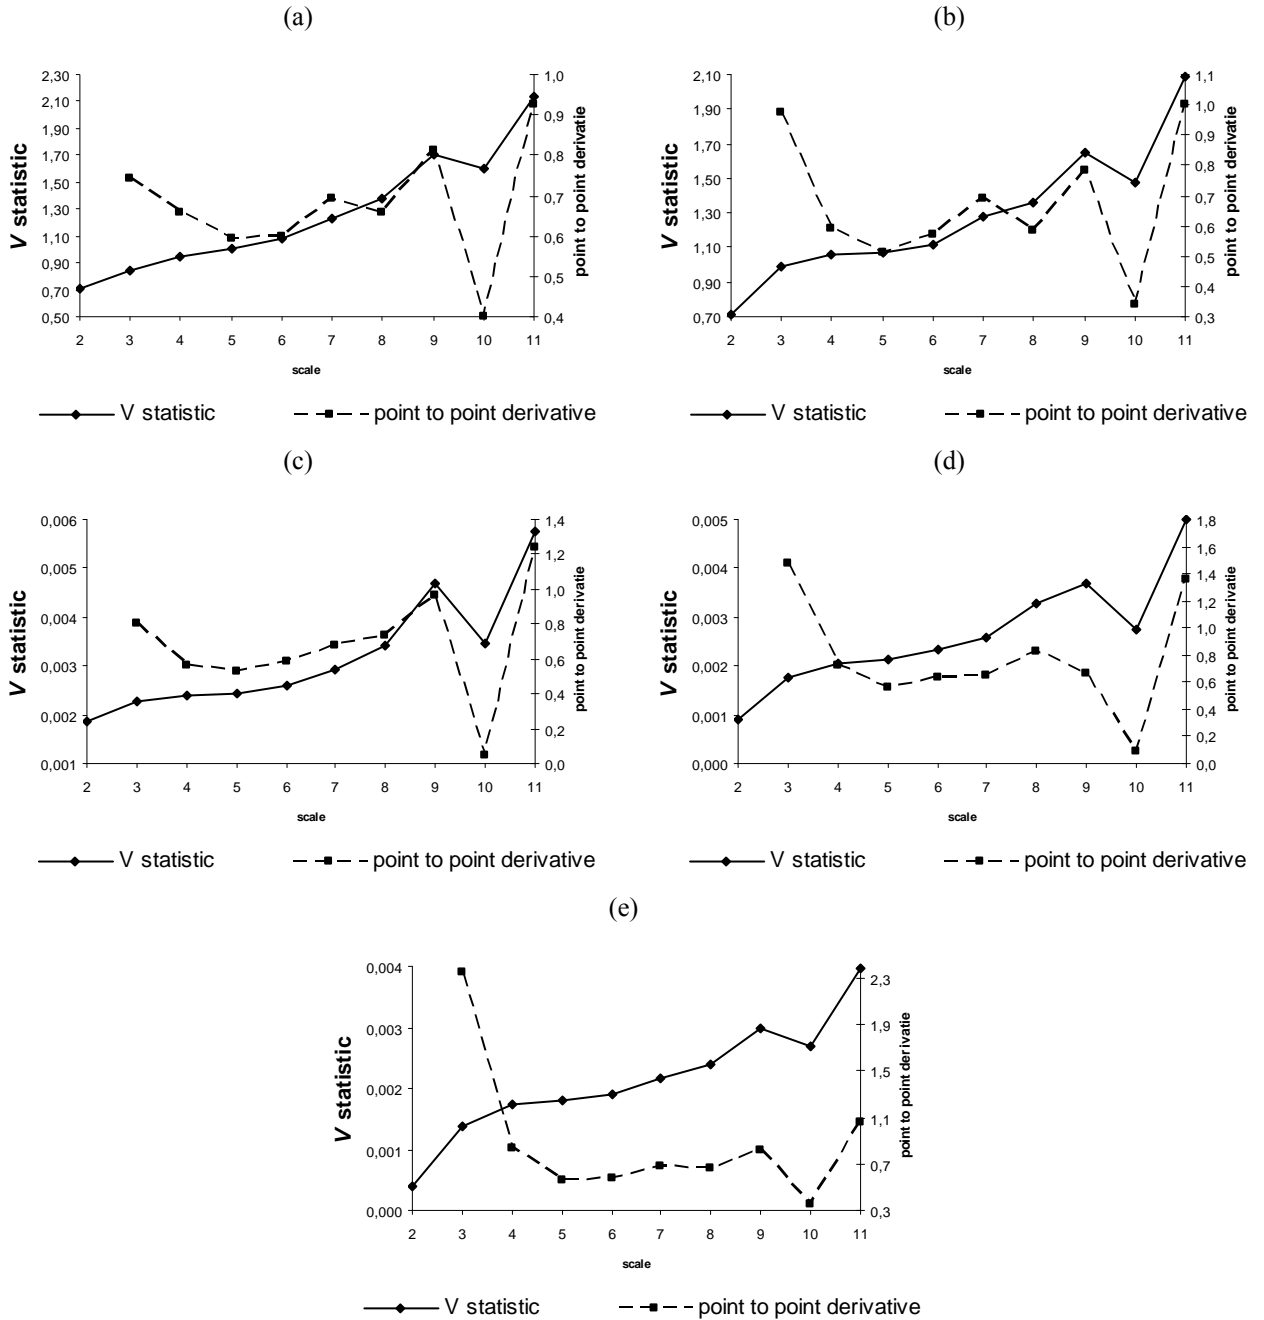 (a)
2,30
2,10
1,90
1,70
1,50
1,30
1,10
0,90
0,70
0,50
V statistic
1,0
0,9
0,8
0,7
0,6
0,5
0,4
point to point derivatie
2 3 4 5 6 7 8 9 10 11
scale
V statistic point to point derivative
(b)
2,10
1,90
1,70
1,50
1,30
1,10
0,90
0,70
V statistic
1,1
1,0
0,9
0,8
0,7
0,6
0,5
0,4
0,3
point to point derivatie
2 3 4 5 6 7 8 9 10 11
scale
V statistic point to point derivative
(c)
0,006
0,005
0,004
0,003
0,002
0,001
V statistic
1,4
1,2
1,0
0,8
0,6
0,4
0,2
0,0
point to point derivatie
2 3 4 5 6 7 8 9 10 11
scale
V statistic point to point derivative
(d)
0,005
0,004
0,003
0,002
0,001
0,000
V statistic
1,8
1,6
1,4
1,2
1,0
0,8
0,6
0,4
0,2
0,0
point to point derivatie
2 3 4 5 6 7 8 9 10 11
scale
V statistic point to point derivative
(e)
0,004
0,003
0,002
0,001
0,000
V statistic
2,3
1,9
1,5
1,1
0,7
0,3
point to point derivatie
2 3 4 5 6 7 8 9 10 11
scale
V statistic point to point derivative